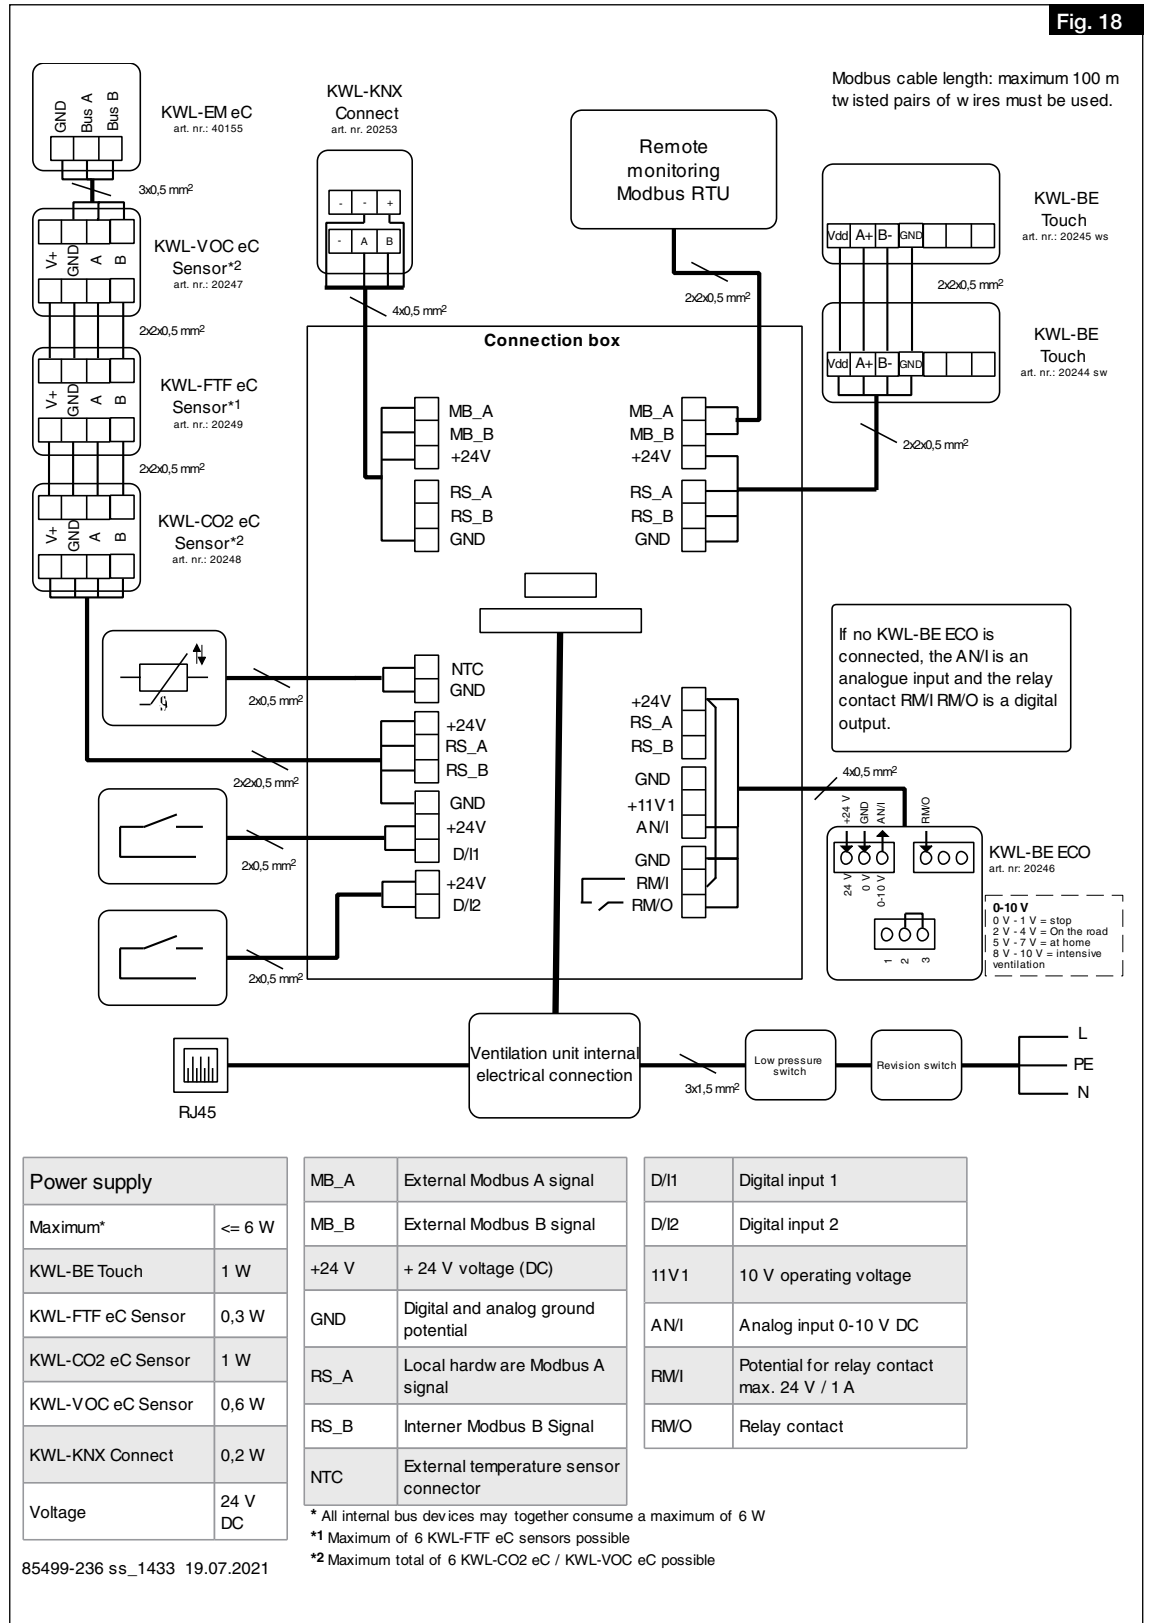 Fig. 18
Modbus cable length: maximum 100 m
twisted pairs of wires must be used.
GND
Bus A
Bus B
KWL-EM eC
art. nr.: 40155
3x0,5 mm²
V+
GND
A
B
KWL-VOC eC
Sensor*2
art. nr.: 20247
2x2x0,5 mm²
V+
GND
A
B
KWL-FTF eC
Sensor*1
art. nr.: 20249
2x2x0,5 mm²
V+
GND
A
B
KWL-CO2 eC
Sensor*2
art. nr.: 20248
KWL-KNX
Connect
art. nr. 20253
- - +
- A B
4x0,5 mm²
Remote
monitoring
Modbus RTU
2x2x0,5 mm²
Vdd A+ B- GND
KWL-BE
Touch
art. nr.: 20245 ws
2x2x0,5 mm²
Vdd A+ B- GND
KWL-BE
Touch
art. nr.: 20244 sw
2x2x0,5 mm²
Connection box
MB_A
MB_B
+24V
RS_A
RS_B
GND
MB_A
MB_B
+24V
RS_A
RS_B
GND
ϑ
2x0,5 mm²
NTC
GND
2x2x0,5 mm²
+24V
RS_A
RS_B
GND
2x0,5 mm²
+24V
D/I1
2x0,5 mm²
+24V
D/I2
+24V
RS_A
RS_B
GND
+11V1
AN/I
GND
RM/I
RM/O
If no KWL-BE ECO is
connected, the AN/I is an
analogue input and the relay
contact RM/I RM/O is a digital
output.
4x0,5 mm²
+24 V
GND
AN/I
RM/O
24 V
0 V
0-10 V
1
2
3
KWL-BE ECO
art. nr: 20246
0-10 V
0 V - 1 V = stop
2 V - 4 V = On the road
5 V - 7 V = at home
8 V - 10 V = intensive
ventilation
RJ45
Ventilation unit internal
electrical connection
3x1,5 mm²
Low pressure
switch
Revision switch
L
PE
N
Power supply
Maximum* <= 6 W
KWL-BE Touch 1 W
KWL-FTF eC Sensor 0,3 W
KWL-CO2 eC Sensor 1 W
KWL-VOC eC Sensor 0,6 W
KWL-KNX Connect 0,2 W
Voltage 24 V
DC
MB_A External Modbus A signal
MB_B External Modbus B signal
+24 V + 24 V voltage (DC)
GND Digital and analog ground
potential
RS_A Local hardware Modbus A
signal
RS_B Interner Modbus B Signal
NTC External temperature sensor
connector
D/I1 Digital input 1
D/I2 Digital input 2
11V1 10 V operating voltage
AN/I Analog input 0-10 V DC
RM/I Potential for relay contact
max. 24 V / 1 A
RM/O Relay contact
* All internal bus devices may together consume a maximum of 6 W
*1 Maximum of 6 KWL-FTF eC sensors possible
*2 Maximum total of 6 KWL-CO2 eC / KWL-VOC eC possible
85499-236 ss_1433 19.07.2021